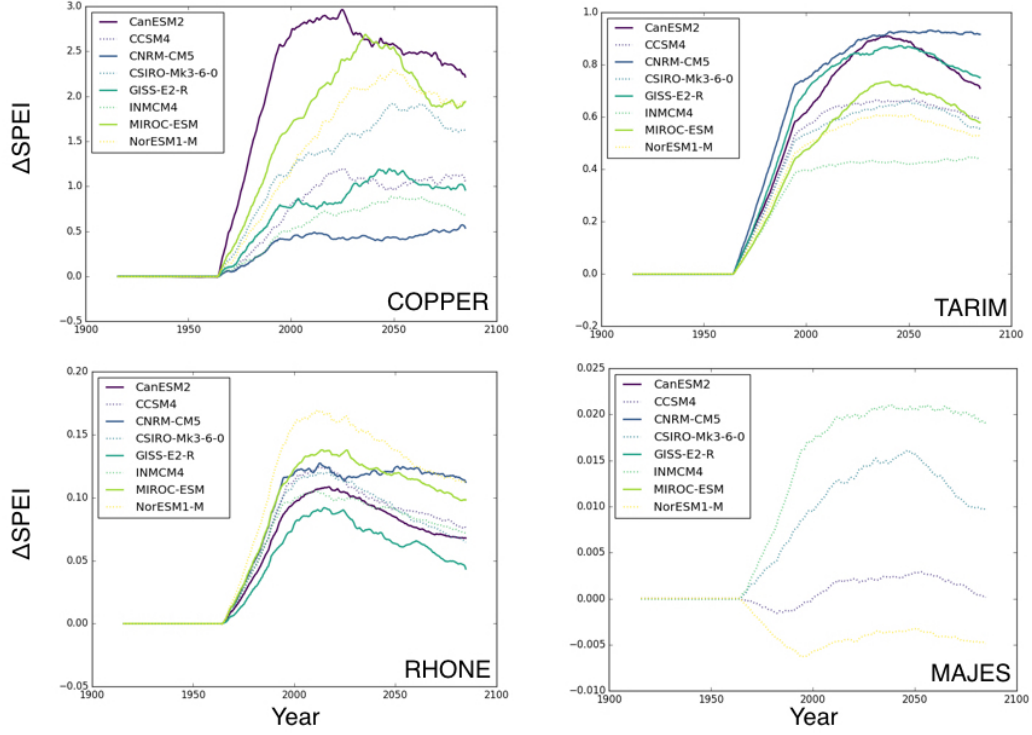 ΔSPEI
3.0
2.5
2.0
1.5
1.0
0.5
0.0
−0.5
CanESM2
CCSM4
CNRM-CM5
CSIRO-Mk3-6-0
GISS-E2-R
INMCM4
MIROC-ESM
NorESM1-M
COPPER
1900
1950
2000
2050
2100
1.0
0.8
0.6
0.4
0.2
0.0
−0.2
CanESM2
CCSM4
CNRM-CM5
CSIRO-Mk3-6-0
GISS-E2-R
INMCM4
MIROC-ESM
NorESM1-M
TARIM
1900
1950
2000
2050
2100
ΔSPEI
0.20
0.15
0.10
0.05
0.00
−0.05
CanESM2
CCSM4
CNRM-CM5
CSIRO-Mk3-6-0
GISS-E2-R
INMCM4
MIROC-ESM
NorESM1-M
RHONE
1900
1950
2000
2050
2100
Year
0.025
0.020
0.015
0.010
0.005
0.000
−0.005
−0.010
CanESM2
CCSM4
CNRM-CM5
CSIRO-Mk3-6-0
GISS-E2-R
INMCM4
MIROC-ESM
NorESM1-M
MAJES
1900
1950
2000
2050
2100
Year